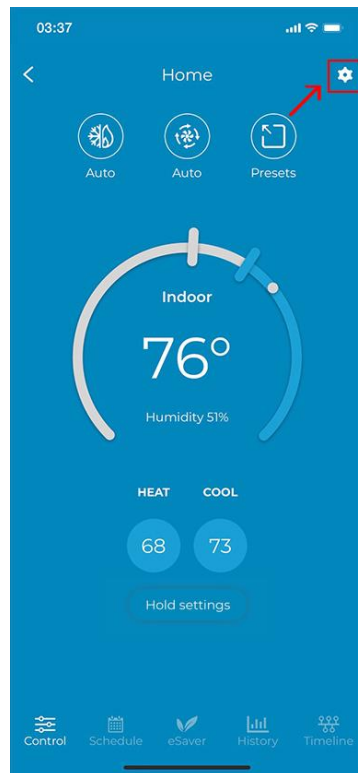 03:37
Home
Auto Auto Presets
Indoor
76°
Humidity 51%
HEAT COOL
68 73
Hold settings
Control Schedule eSaver History Timeline